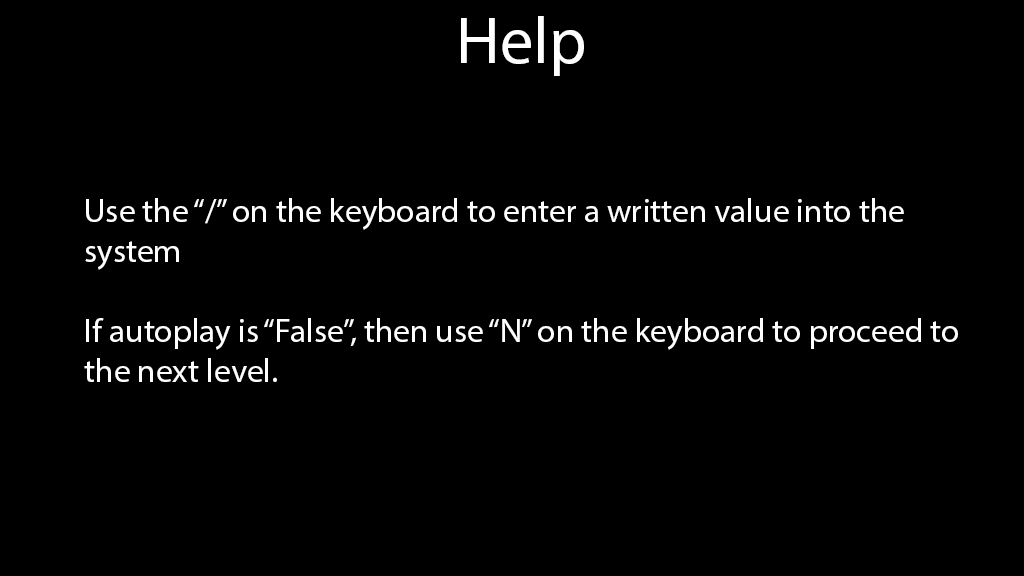 Help
Use the “/” on the keyboard to enter a written value into the
system
If autoplay is “False”, then use “N” on the keyboard to proceed to
the next level.